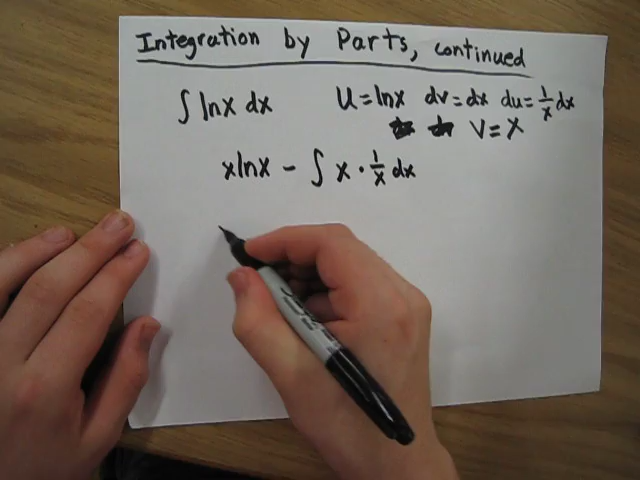 Integration by Parts, continued
∫ lnx dx u = lnx dv = dx du = 1/x dx
v = x
xlnx - ∫ x · 1/x dx